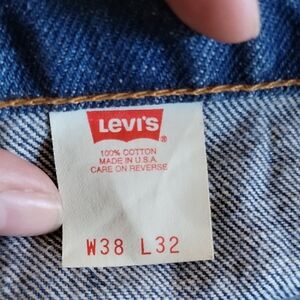 LEVI'S®
100% COTTON
MADE IN U.S.A.
CARE ON REVERSE
W38 L32